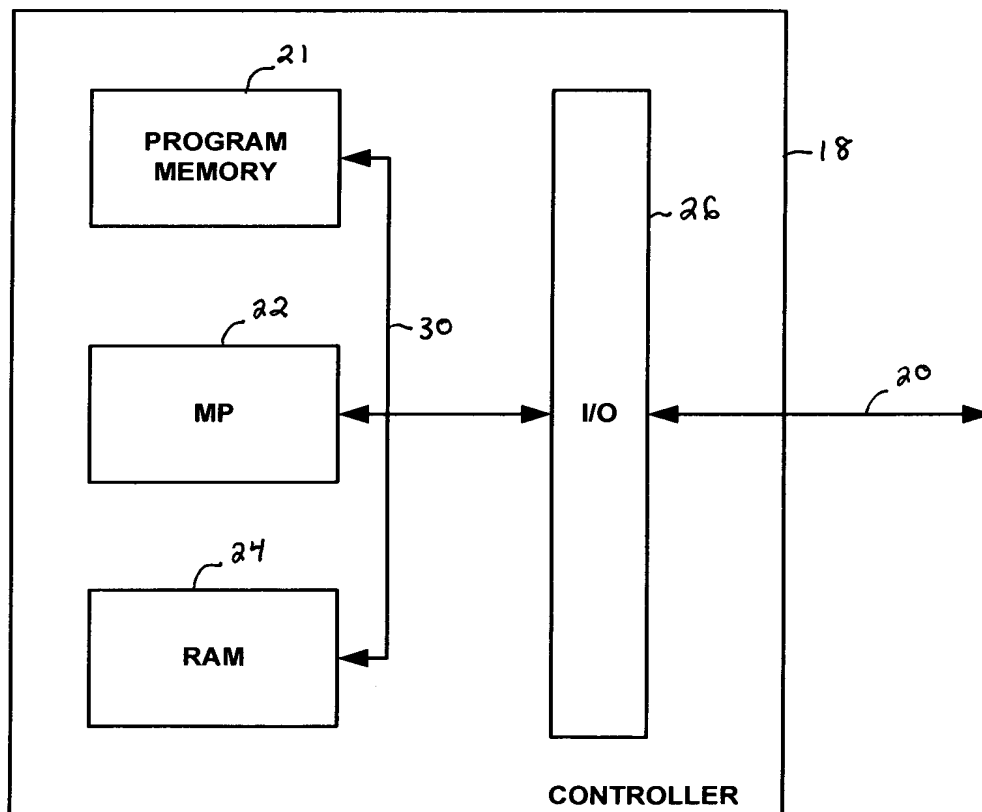 21
PROGRAM
MEMORY
18
26
22
30
MP
I/O
20
24
RAM
CONTROLLER